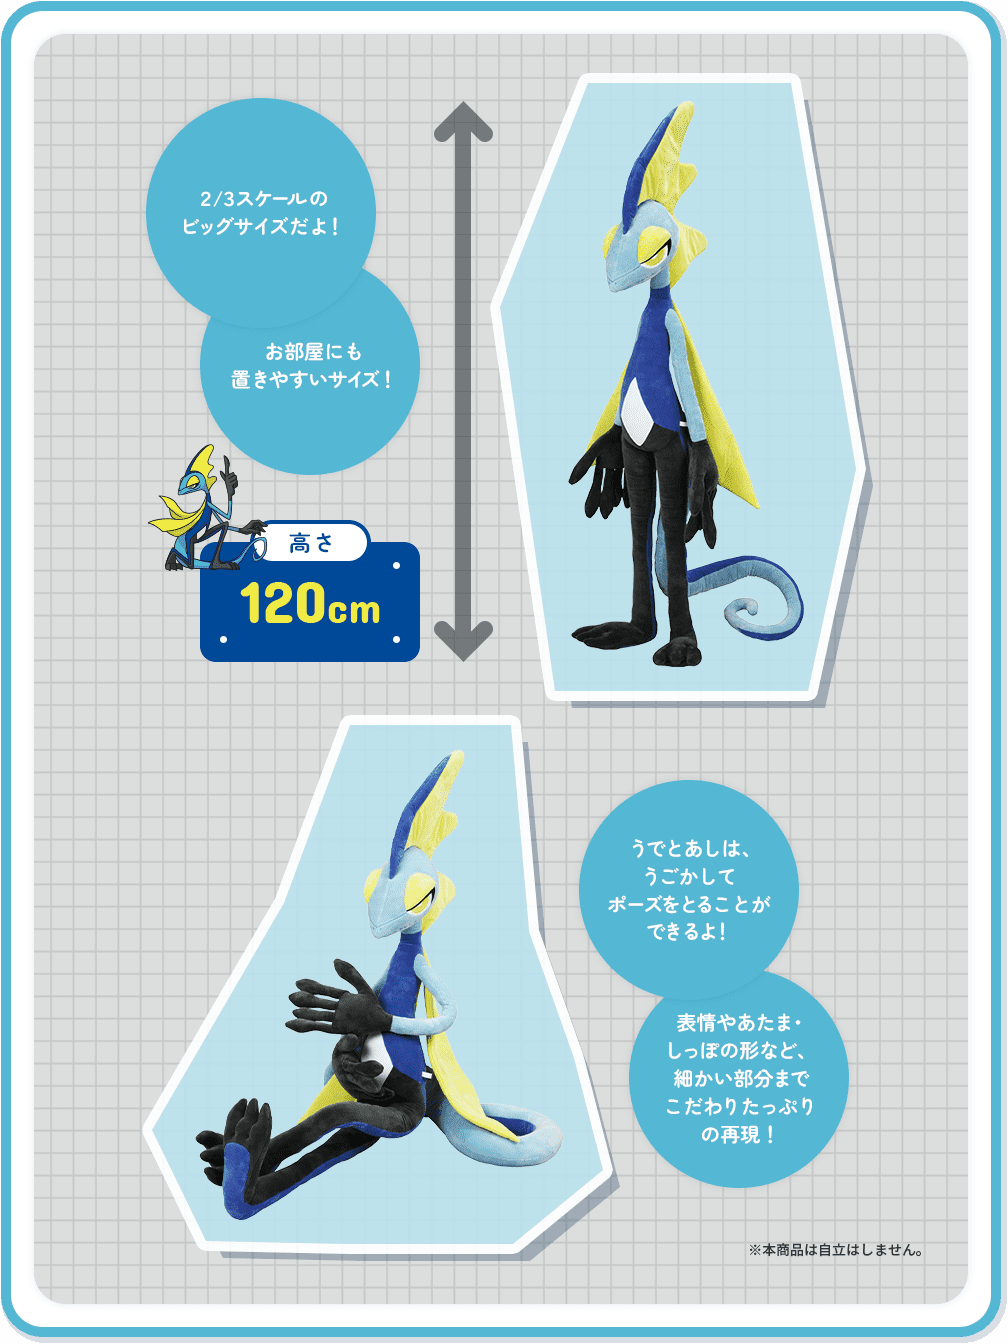 2/3スケールの
ビッグサイズだよ！
お部屋にも
置きやすいサイズ！
高さ
120cm
うでとあしは、
うごかして
ポーズをとることが
できるよ！
表情やあたま・
しっぽの形など、
細かい部分まで
こだわりたっぷり
の再現！
※本商品は自立はしません。